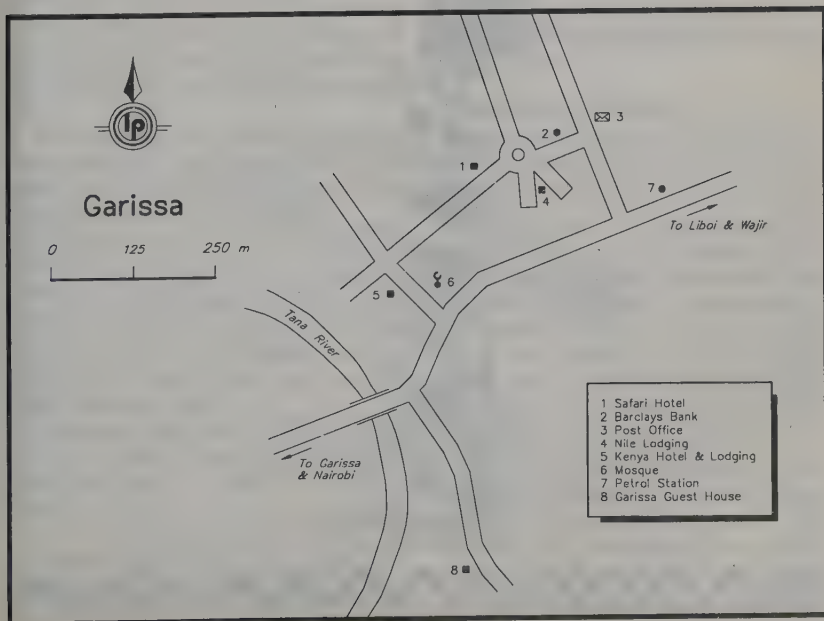 lp
Garissa
0 125 250 m
1
2
3
4
5
6
7
8
To Liboi & Wajir
Tana River
To Garissa
& Nairobi
1 Safari Hotel
2 Barclays Bank
3 Post Office
4 Nile Lodging
5 Kenya Hotel & Lodging
6 Mosque
7 Petrol Station
8 Garissa Guest House